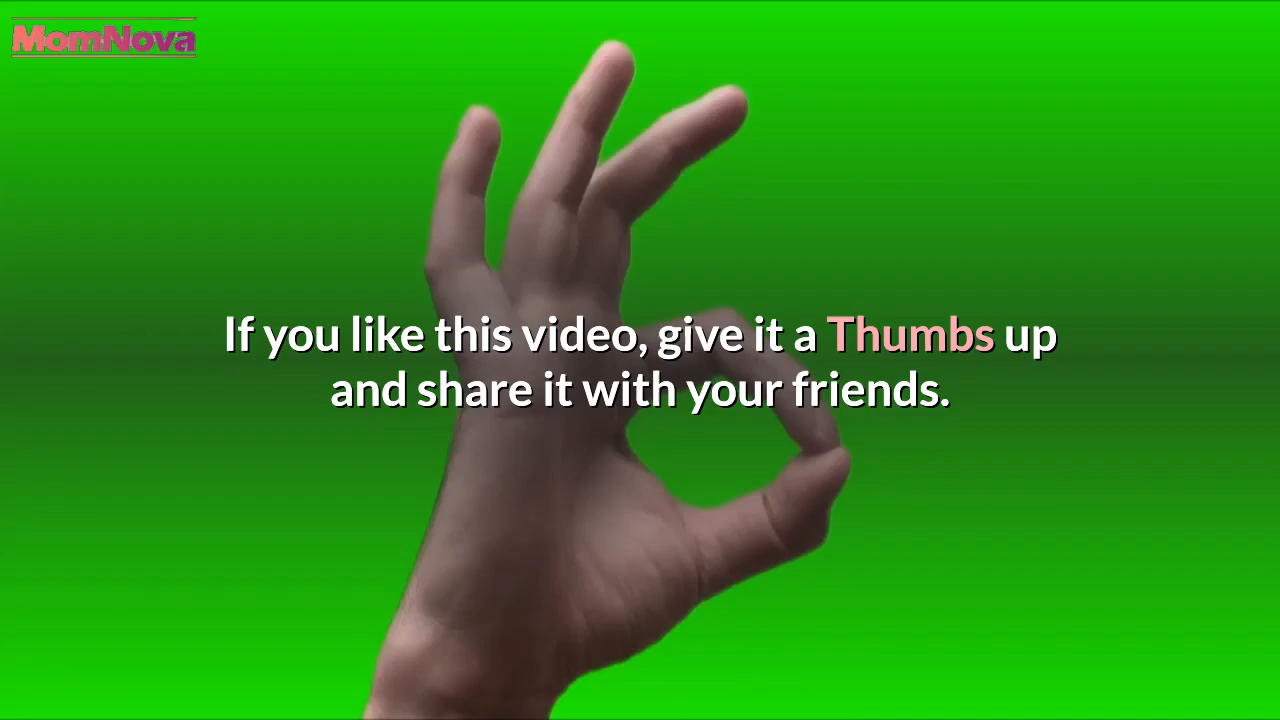 MomNova
If you like this video, give it a Thumbs up
and share it with your friends.